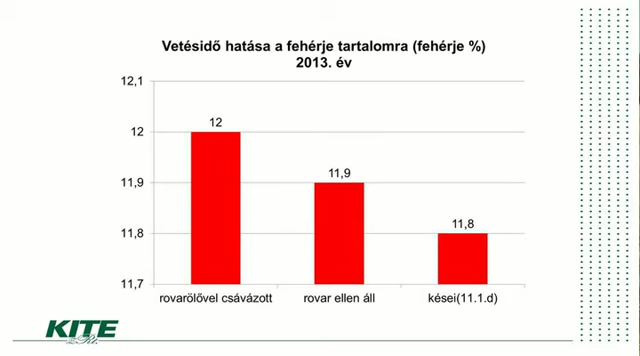 Vetésidő hatása a fehérje tartalomra (fehérje %)
2013. év
12,1
12
11,9
11,8
11,7
12
11,9
11,8
rovarölővel csávázott
rovar ellen áll
kései(11.1.d)
KITE
Zrt.